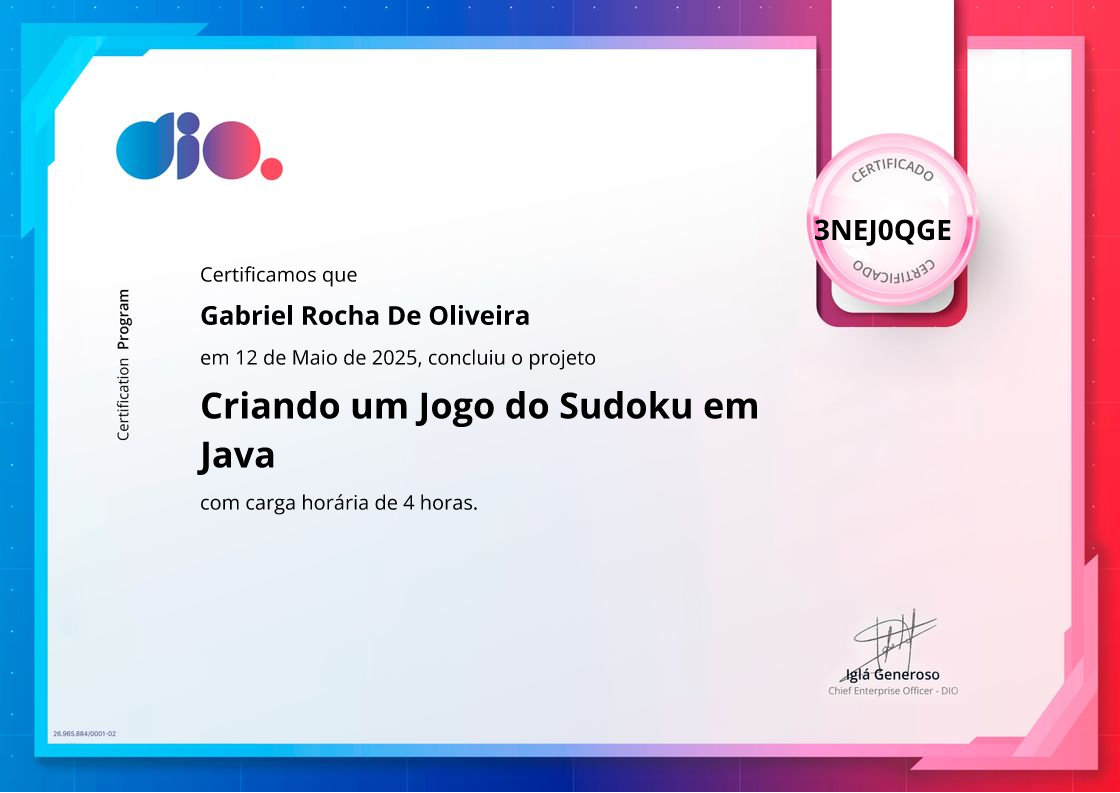 dio.
CERTIFICADO
3NEJ0QGE
CERTIFICADO
Certificamos que
Gabriel Rocha De Oliveira
em 12 de Maio de 2025, concluiu o projeto
Criando um Jogo do Sudoku em
Java
com carga horária de 4 horas.
Certification Program
Iglá Generoso
Chief Enterprise Officer - DIO
26.965.884/0001-02